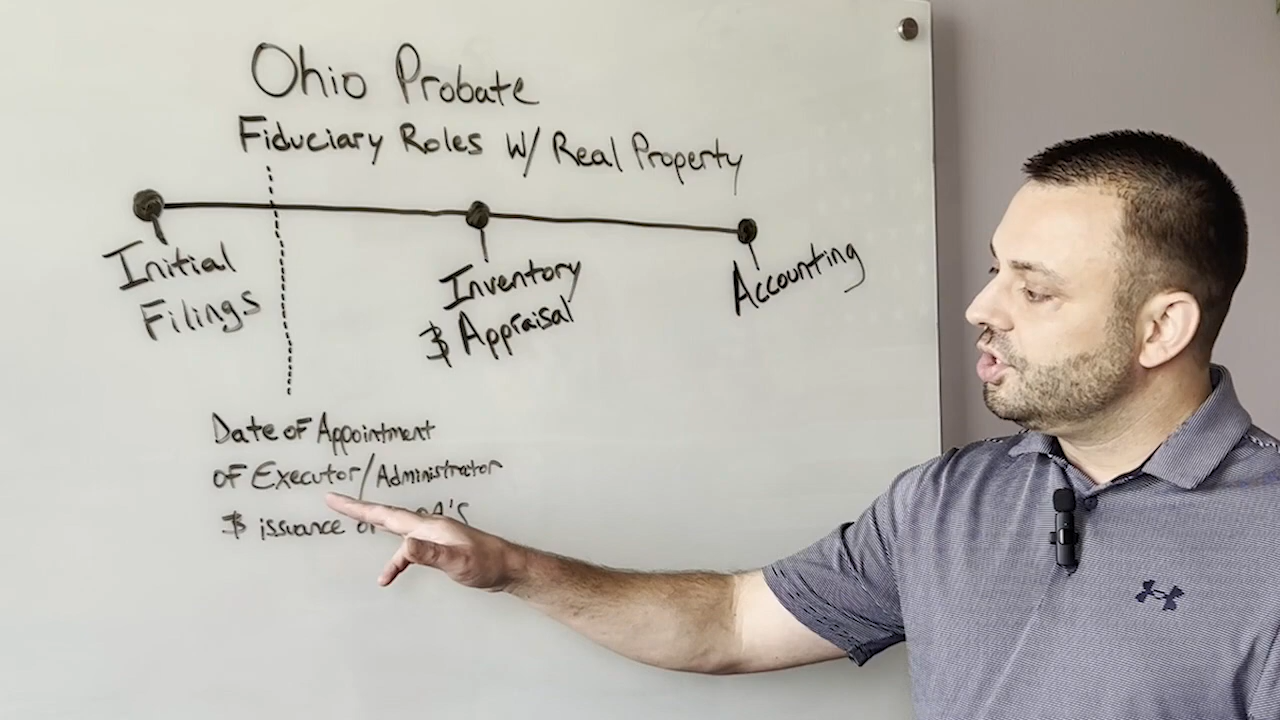 Ohio Probate
Fiduciary Roles W/ Real Property
Initial
Filings
Inventory
& Appraisal
Accounting
Date of Appointment
of Executor/Administrator
& issuance